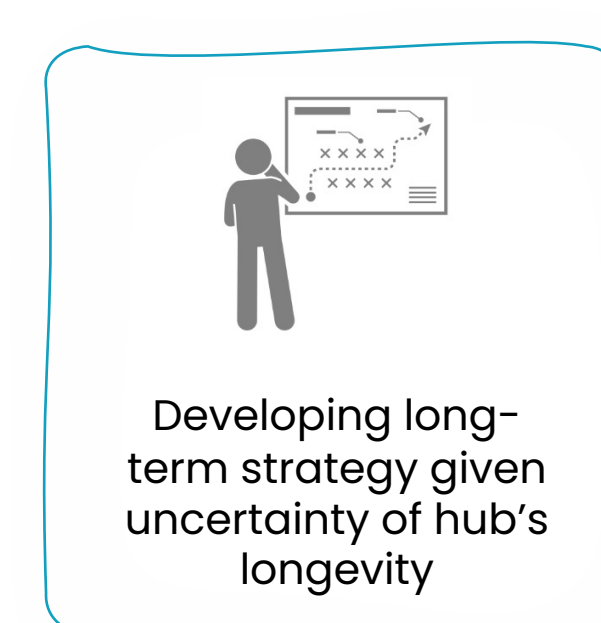 Developing long-
term strategy given
uncertainty of hub’s
longevity